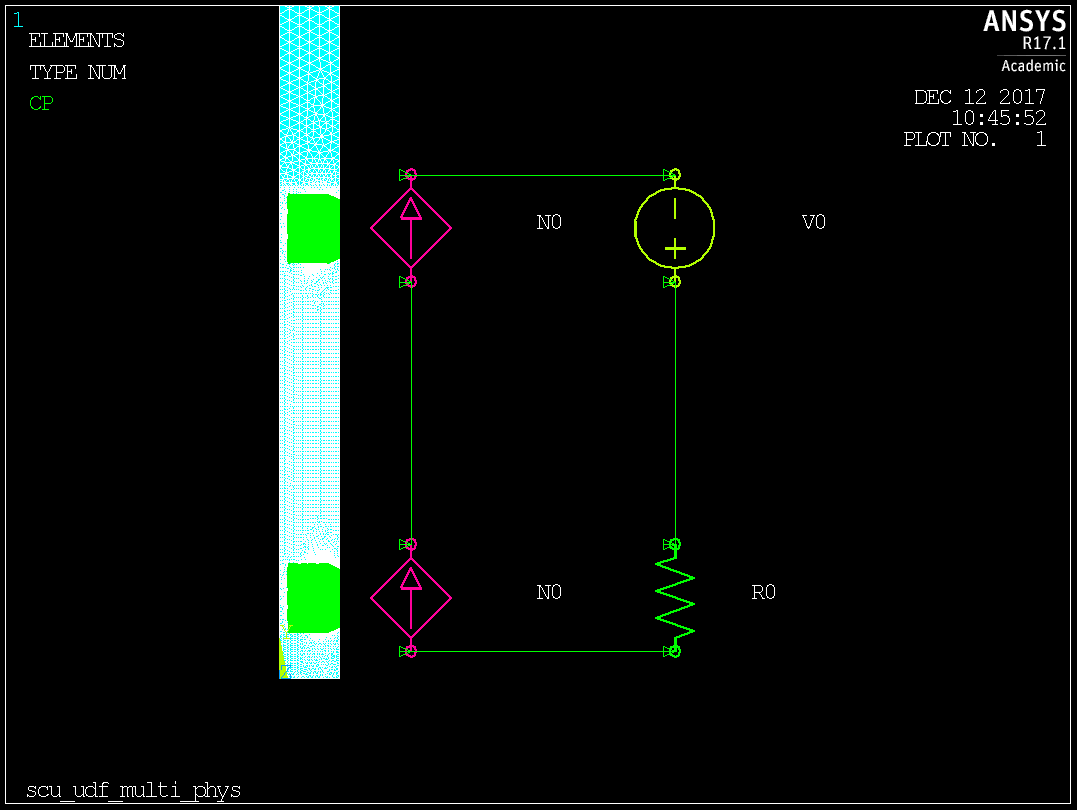 1
ELEMENTS
TYPE NUM
CP
ANSYS
R17.1
Academic
DEC 12 2017
10:45:52
PLOT NO. 1
N0
V0
N0
R0
scu_udf_multi_phys